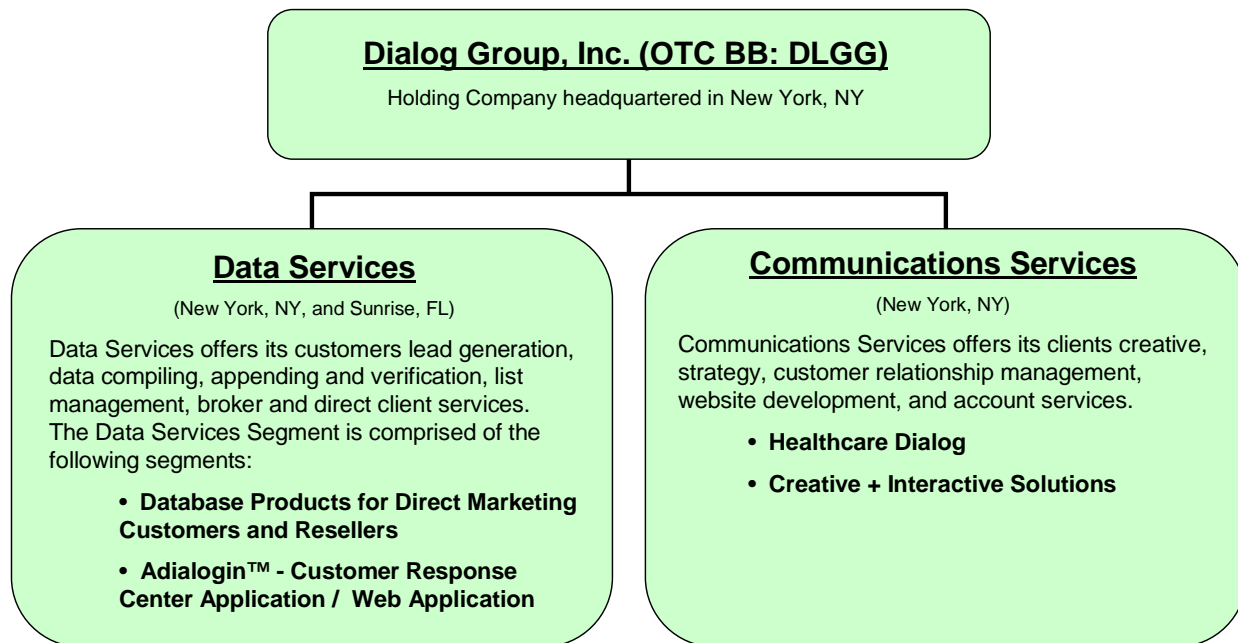 Dialog Group, Inc. (OTC BB: DLGG)
Holding Company headquartered in New York, NY
Data Services
(New York, NY, and Sunrise, FL)
Data Services offers its customers lead generation,
data compiling, appending and verification, list
management, broker and direct client services.
The Data Services Segment is comprised of the
following segments:
• Database Products for Direct Marketing
Customers and Resellers
• Adialogin™ - Customer Response
Center Application / Web Application
Communications Services
(New York, NY)
Communications Services offers its clients creative,
strategy, customer relationship management,
website development, and account services.
• Healthcare Dialog
• Creative + Interactive Solutions